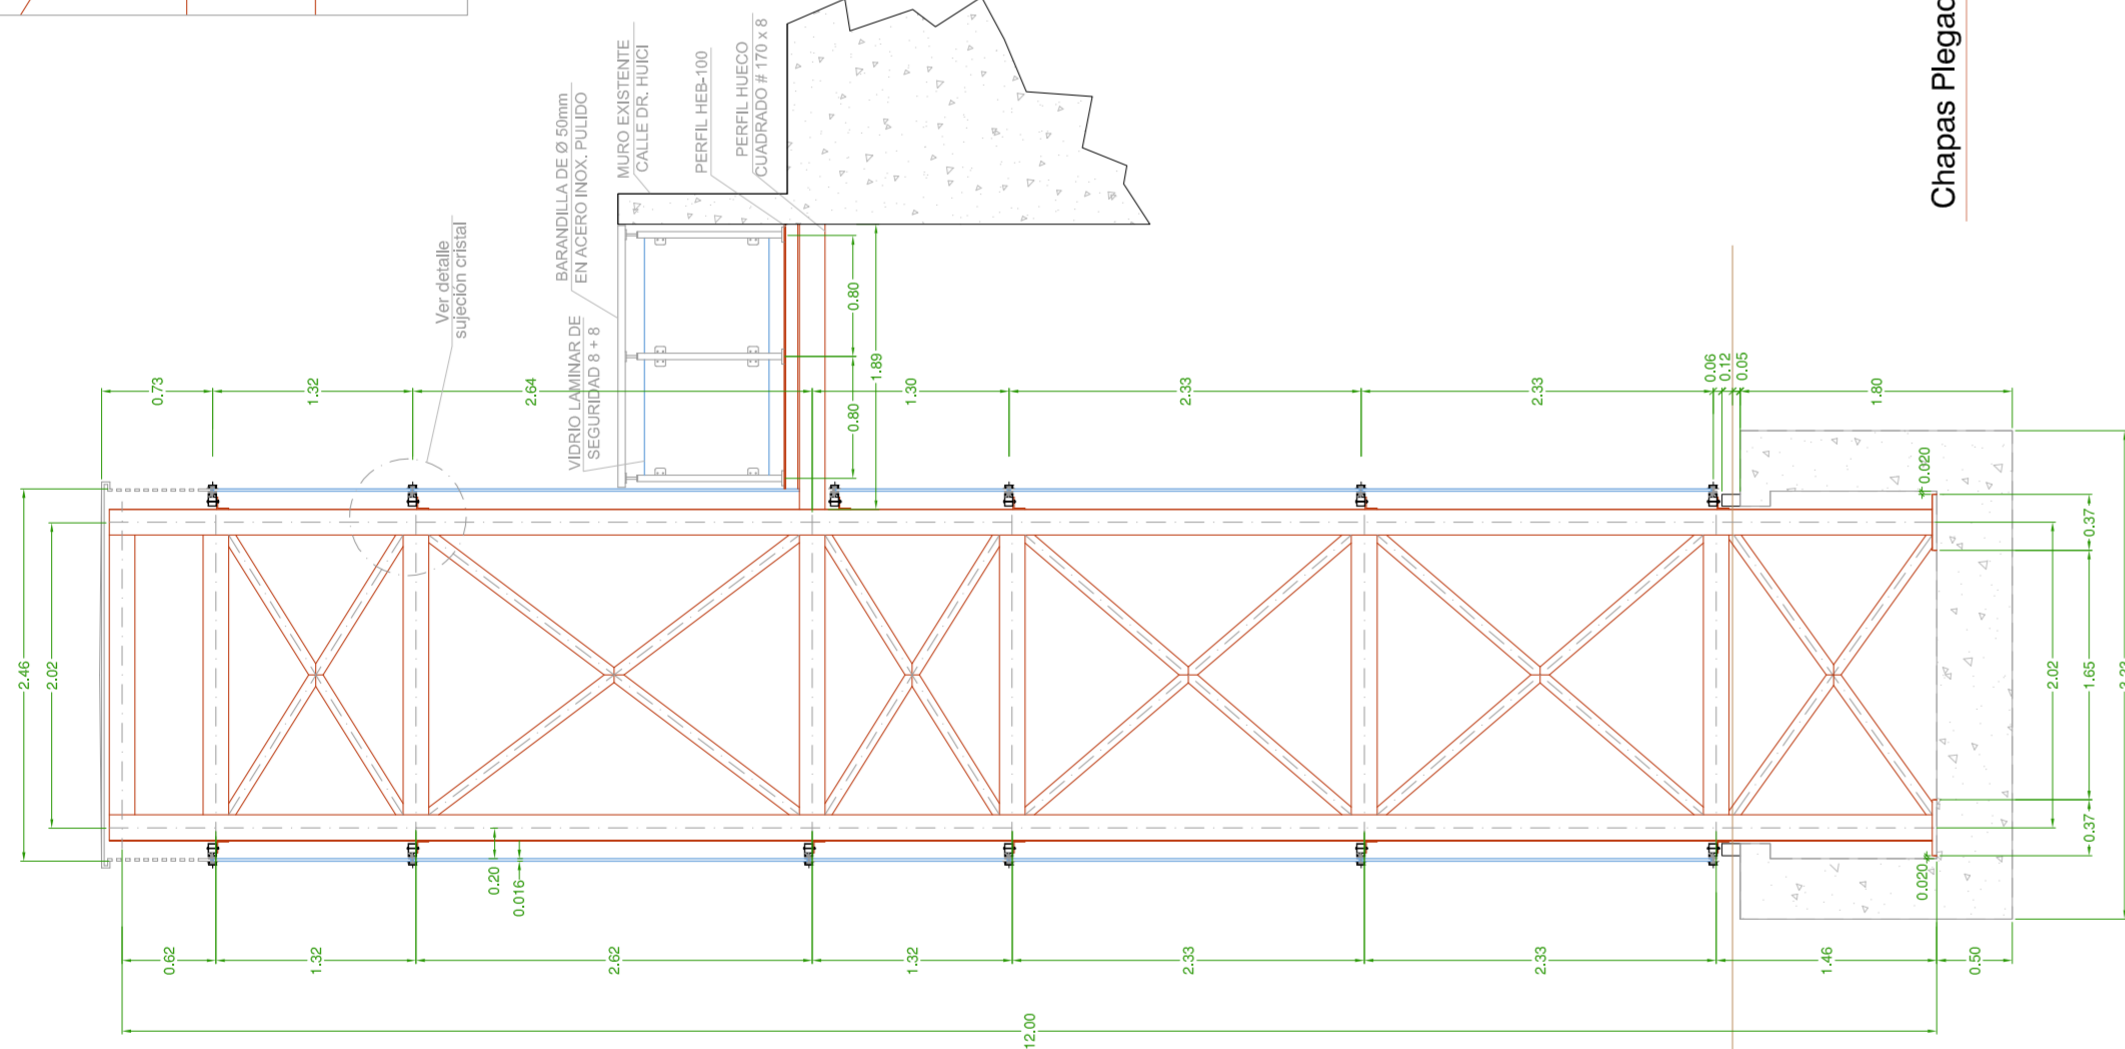 Chapas Plegad
Ver detalle
sujeción cristal
BARANDILLA DE Ø 50mm
EN ACERO INOX. PULIDO
VIDRIO LAMINAR DE
SEGURIDAD 8 + 8
MURO EXISTENTE
CALLE DR. HUICI
PERFIL HEB-100
PERFIL HUECO
CUADRADO # 170 x 8
0.80
0.80
1.89
0.73
1.32
2.64
1.30
2.33
2.33
0.06
0.12
0.05
1.80
2.46
2.02
0.20
0.016
0.020
0.37
2.02
1.65
0.37
0.020
0.62
1.32
2.62
1.32
2.33
2.33
1.46
0.50
12.00